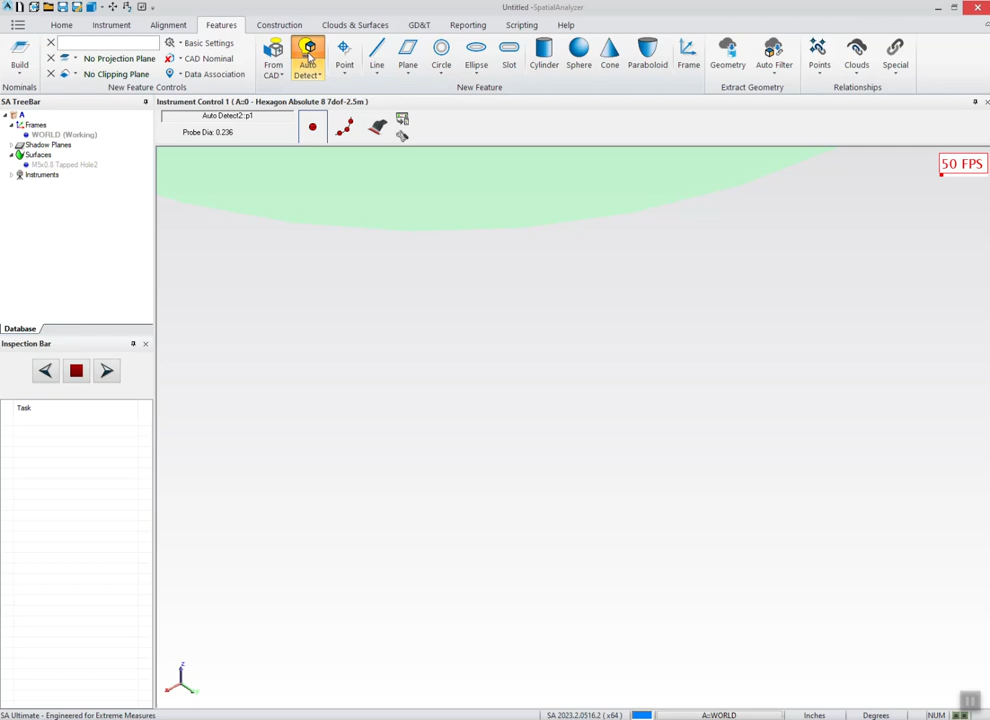 Untitled -SpatialAnalyzer
Home Instrument Alignment Features Construction Clouds & Surfaces GD&T Reporting Scripting Help
Build
Nominals
No Projection Plane
No Clipping Plane
Basic Settings
CAD Nominal
Data Association
New Feature Controls
From CAD
Auto Detect
Point
Line
Plane
Circle
Ellipse
Slot
Cylinder
Sphere
Cone
Paraboloid
Frame
New Feature
Geometry
Auto Filter
Extract Geometry
Points
Clouds
Special
Relationships
SA TreeBar
A
Frames
WORLD (Working)
Shadow Planes
Surfaces
M5x0.8 Tapped Hole2
Instruments
Database
Inspection Bar
Task
Instrument Control 1 ( A::0 - Hexagon Absolute 8 7dof-2.5m )
Auto Detect2::p1
Probe Dia: 0.236
50 FPS
SA Ultimate - Engineered for Extreme Measures
SA 2023.2.0516.2 ( x64 )
A::WORLD
Inches
Degrees
NUM